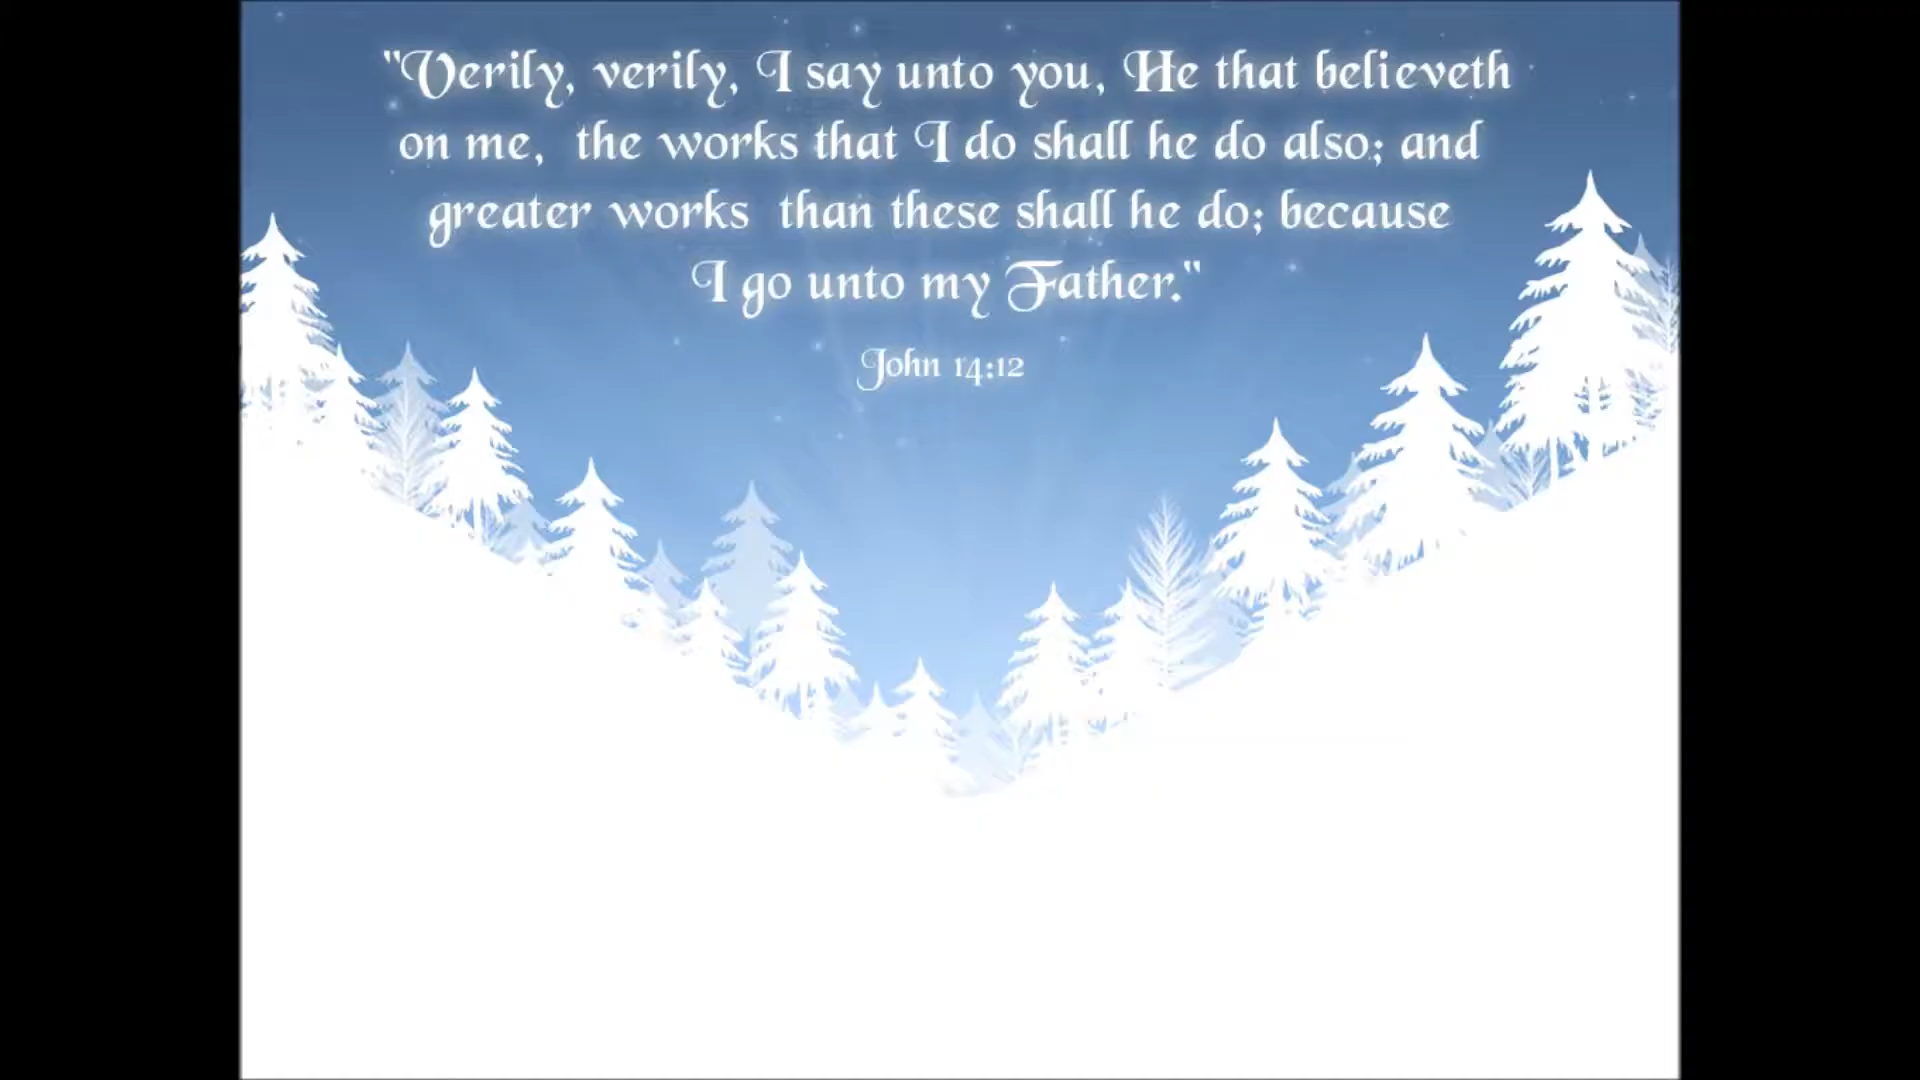 "Verily, verily, I say unto you, He that believeth
on me, the works that I do shall he do also; and
greater works than these shall he do; because
I go unto my Father."
John 14:12